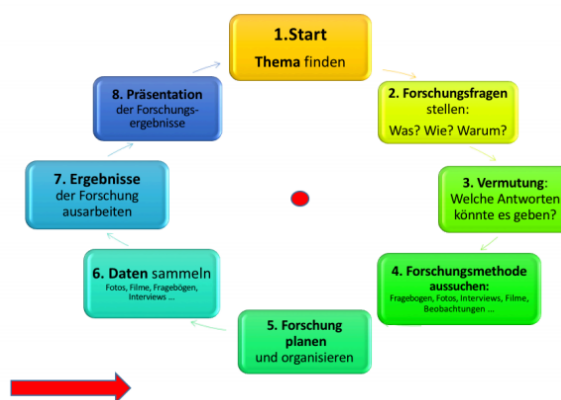 1.Start
Thema finden
2. Forschungsfragen
stellen:
Was? Wie? Warum?
3. Vermutung:
Welche Antworten
könnte es geben?
4. Forschungsmethode
aussuchen:
Fragebogen, Fotos, Interviews, Filme,
Beobachtungen ...
5. Forschung
planen
und organisieren
6. Daten sammeln
Fotos, Filme, Fragebögen,
Interviews ...
7. Ergebnisse
der Forschung
ausarbeiten
8. Präsentation
der Forschungs-
ergebnisse